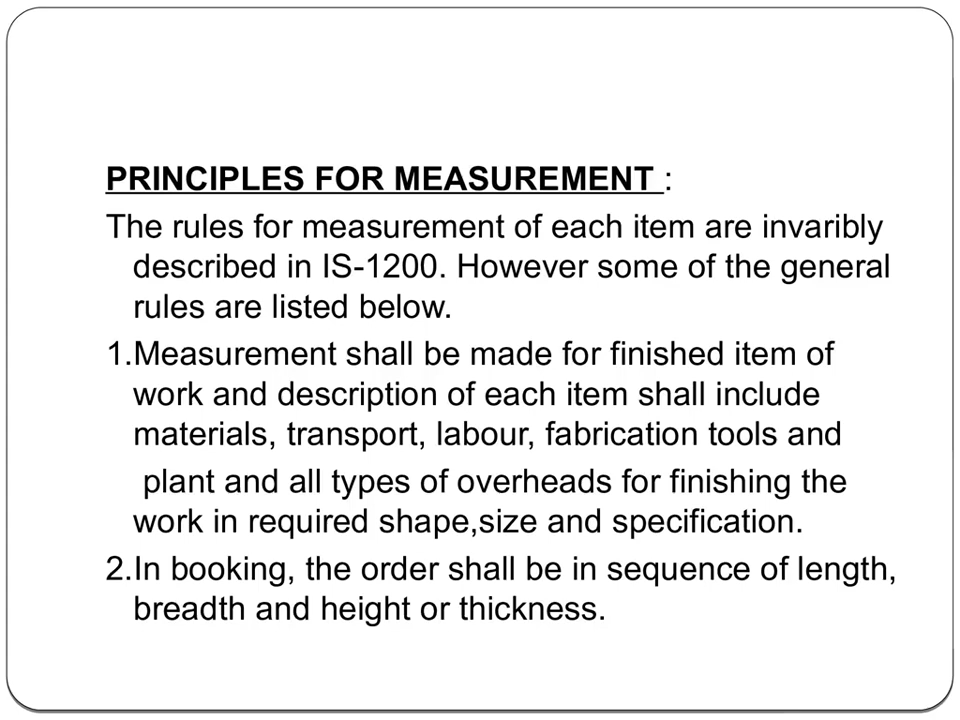 PRINCIPLES FOR MEASUREMENT :
The rules for measurement of each item are invaribly
described in IS-1200. However some of the general
rules are listed below.
1.Measurement shall be made for finished item of
work and description of each item shall include
materials, transport, labour, fabrication tools and
plant and all types of overheads for finishing the
work in required shape,size and specification.
2.In booking, the order shall be in sequence of length,
breadth and height or thickness.